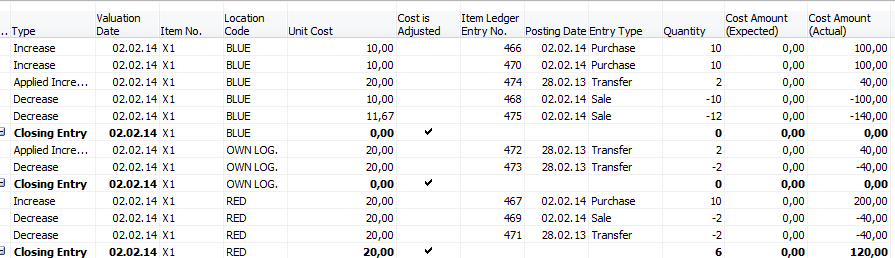 .. Type Valuation Date Item No. Location Code Unit Cost Cost is Adjusted Item Ledger Entry No. Posting Date Entry Type Quantity Cost Amount (Expected) Cost Amount (Actual)
Increase 02.02.14 X1 BLUE 10,00 466 02.02.14 Purchase 10 0,00 100,00
Increase 02.02.14 X1 BLUE 10,00 470 02.02.14 Purchase 10 0,00 100,00
Applied Incre... 02.02.14 X1 BLUE 20,00 474 28.02.13 Transfer 2 0,00 40,00
Decrease 02.02.14 X1 BLUE 10,00 468 02.02.14 Sale -10 0,00 -100,00
Decrease 02.02.14 X1 BLUE 11,67 475 02.02.14 Sale -12 0,00 -140,00
Closing Entry 02.02.14 X1 BLUE 0,00 ✓ 0 0,00 0,00
Applied Incre... 02.02.14 X1 OWN LOG. 20,00 472 28.02.13 Transfer 2 0,00 40,00
Decrease 02.02.14 X1 OWN LOG. 20,00 473 28.02.13 Transfer -2 0,00 -40,00
Closing Entry 02.02.14 X1 OWN LOG. 0,00 ✓ 0 0,00 0,00
Increase 02.02.14 X1 RED 20,00 467 02.02.14 Purchase 10 0,00 200,00
Decrease 02.02.14 X1 RED 20,00 469 02.02.14 Sale -2 0,00 -40,00
Decrease 02.02.14 X1 RED 20,00 471 28.02.13 Transfer -2 0,00 -40,00
Closing Entry 02.02.14 X1 RED 20,00 ✓ 6 0,00 120,00